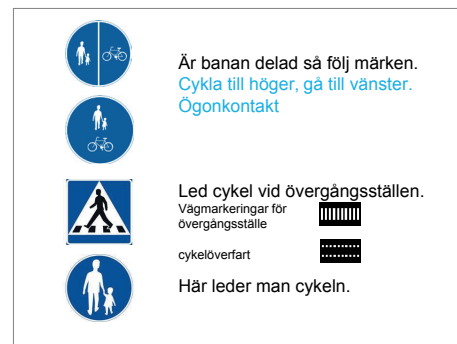 Är banan delad så följ märken.
Cykla till höger, gå till vänster.
Ögonkontakt
Led cykel vid övergångsställen.
Vägmarkeringar för
övergångsställe
cykelöverfart
Här leder man cykeln.